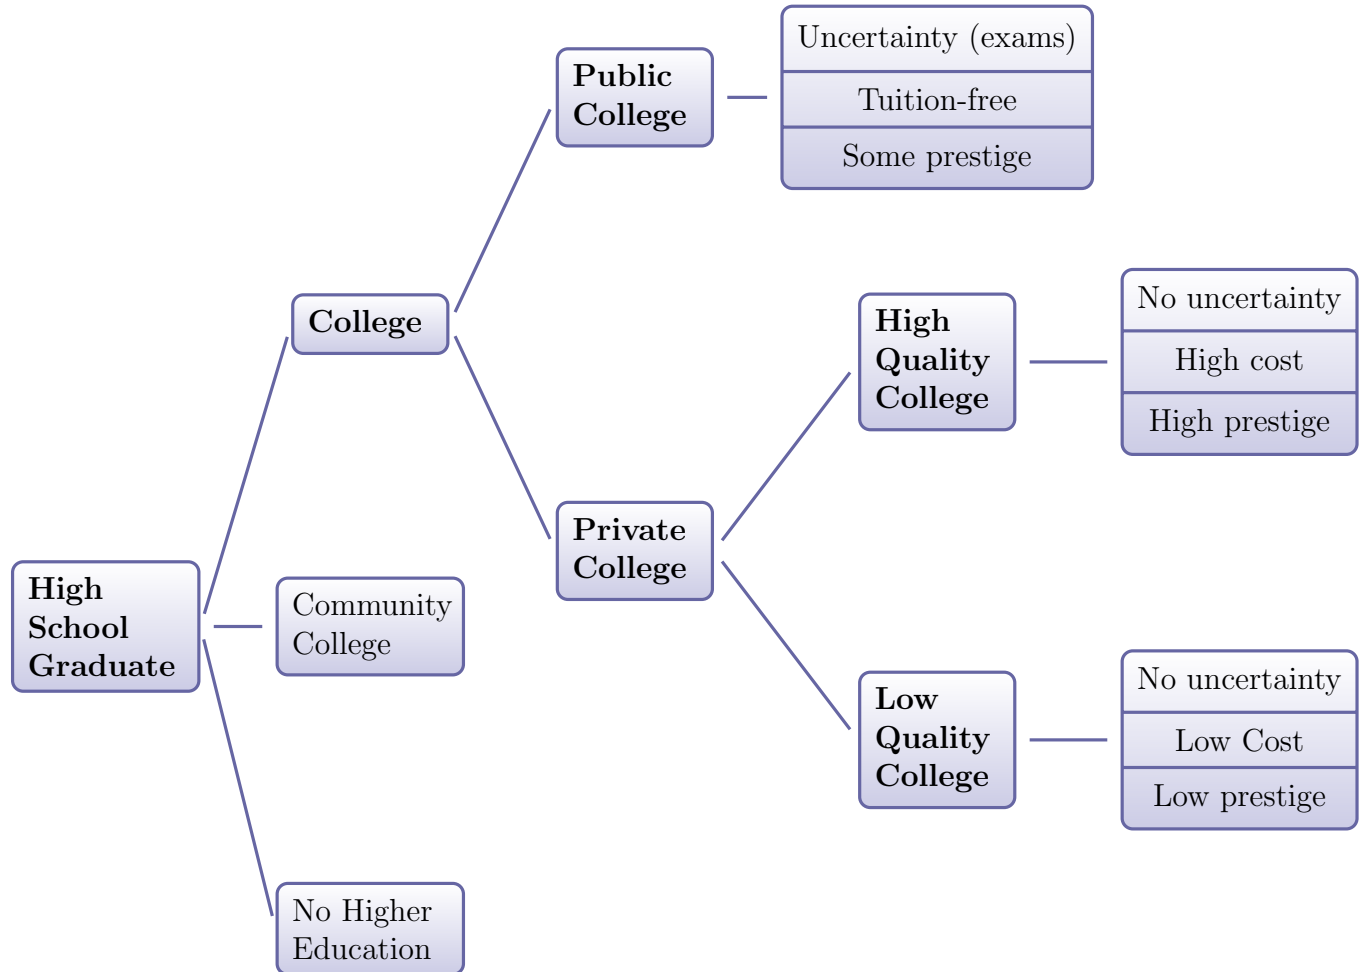 Uncertainty (exams)
Public
College
Tuition-free
Some prestige
College
High
Quality
College
No uncertainty
High cost
High prestige
Private
College
High
School
Graduate
Community
College
Low
Quality
College
No uncertainty
Low Cost
Low prestige
No Higher
Education